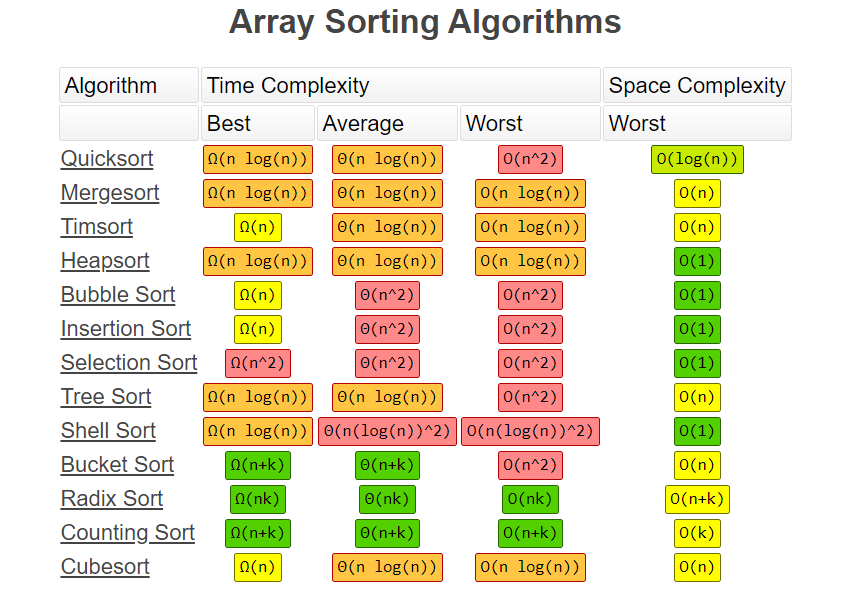 Array Sorting Algorithms
Algorithm Time Complexity Space Complexity
Best Average Worst Worst
Quicksort Ω(n log(n)) Θ(n log(n)) O(n^2) O(log(n))
Mergesort Ω(n log(n)) Θ(n log(n)) O(n log(n)) O(n)
Timsort Ω(n) Θ(n log(n)) O(n log(n)) O(n)
Heapsort Ω(n log(n)) Θ(n log(n)) O(n log(n)) O(1)
Bubble Sort Ω(n) Θ(n^2) O(n^2) O(1)
Insertion Sort Ω(n) Θ(n^2) O(n^2) O(1)
Selection Sort Ω(n^2) Θ(n^2) O(n^2) O(1)
Tree Sort Ω(n log(n)) Θ(n log(n)) O(n^2) O(n)
Shell Sort Ω(n log(n)) Θ(n(log(n))^2) O(n(log(n))^2) O(1)
Bucket Sort Ω(n+k) Θ(n+k) O(n^2) O(n)
Radix Sort Ω(nk) Θ(nk) O(nk) O(n+k)
Counting Sort Ω(n+k) Θ(n+k) O(n+k) O(k)
Cubesort Ω(n) Θ(n log(n)) O(n log(n)) O(n)